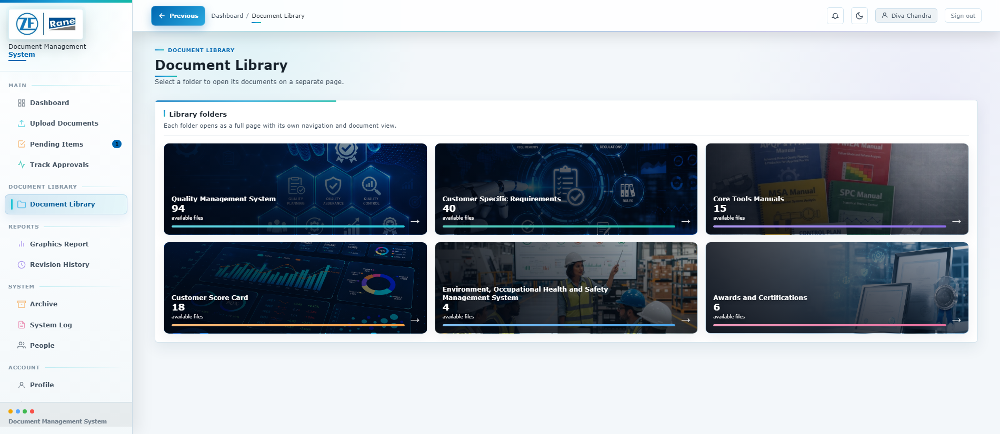 ZF
Rane
Document Management
System
MAIN
Dashboard
Upload Documents
Pending Items
1
Track Approvals
DOCUMENT LIBRARY
Document Library
REPORTS
Graphics Report
Revision History
SYSTEM
Archive
System Log
People
ACCOUNT
Profile
Document Management System
Previous
Dashboard / Document Library
Diva Chandra
Sign out
DOCUMENT LIBRARY
Document Library
Select a folder to open its documents on a separate page.
Library folders
Each folder opens as a full page with its own navigation and document view.
QUALITY PLANNING
QUALITY ASSURANCE
QUALITY CONTROL
Quality Management System
94
available files
REQUIREMENTS
REGULATIONS
RULES
Customer Specific Requirements
40
available files
Manual
Advanced Product Quality Planning
Manual
MSA Manual
SPC Manual
CONTROL PLAN
Core Tools Manuals
15
available files
Customer Score Card
18
available files
Environment, Occupational Health and Safety
Management System
4
available files
Awards and Certifications
6
available files